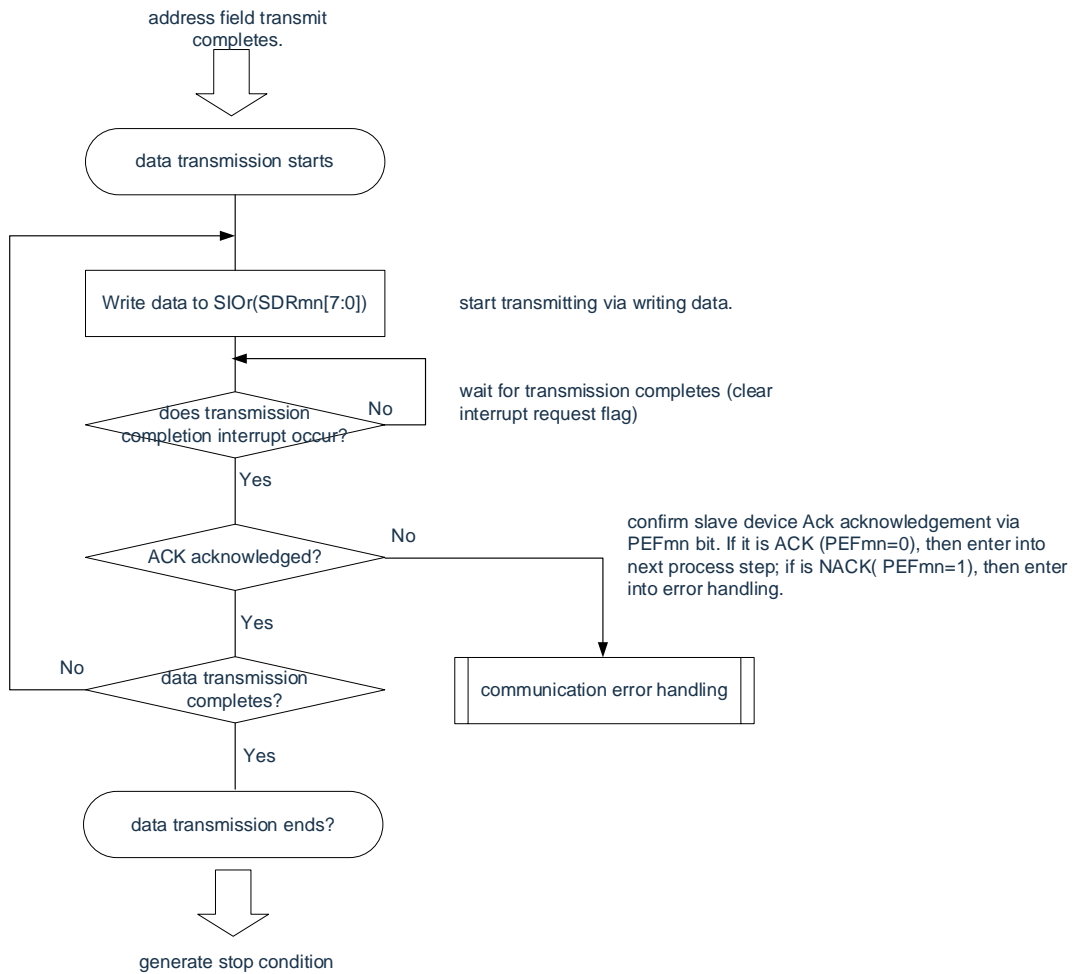 address field transmit
completes.
data transmission starts
Write data to SIOr(SDRmn[7:0])
start transmitting via writing data.
wait for transmission completes (clear
interrupt request flag)
does transmission
completion interrupt occur?
No
Yes
confirm slave device Ack acknowledgement via
PEFmn bit. If it is ACK (PEFmn=0), then enter into
next process step; if is NACK( PEFmn=1), then enter
into error handling.
ACK acknowledged?
No
Yes
No
data transmission
completes?
communication error handling
Yes
data transmission ends?
generate stop condition